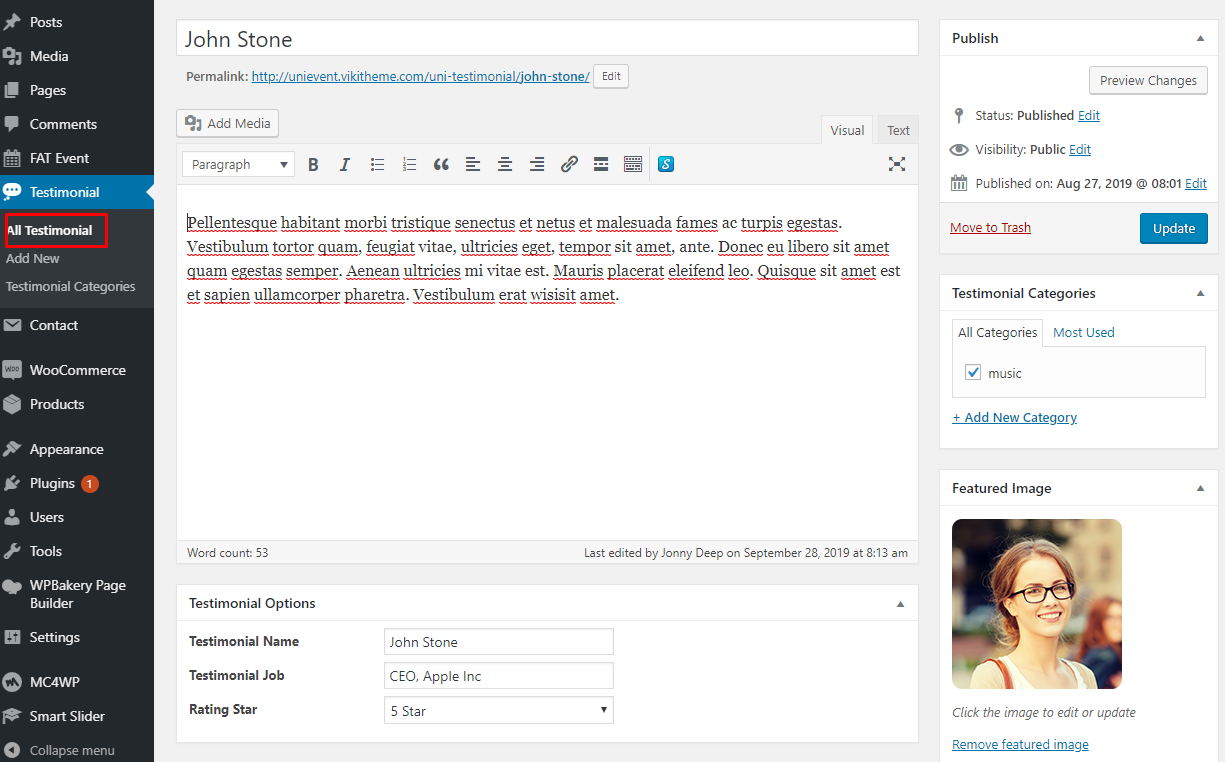 Posts
Media
Pages
Comments
FAT Event
Testimonial
All Testimonial
Add New
Testimonial Categories
Contact
WooCommerce
Products
Appearance
Plugins 1
Users
Tools
WPBakery Page
Builder
Settings
MC4WP
Smart Slider
Collapse menu
John Stone
Permalink: http://unievent.vikitheme.com/uni-testimonial/john-stone/ Edit
Add Media
Visual Text
Paragraph B I S
Pellentesque habitant morbi tristique senectus et netus et malesuada fames ac turpis egestas.
Vestibulum tortor quam, feugiat vitae, ultricies eget, tempor sit amet, ante. Donec eu libero sit amet
quam egestas semper. Aenean ultricies mi vitae est. Mauris placerat eleifend leo. Quisque sit amet est
et sapien ullamcorper pharetra. Vestibulum erat wisisit amet.
Word count: 53 Last edited by Jonny Deep on September 28, 2019 at 8:13 am
Testimonial Options
Testimonial Name John Stone
Testimonial Job CEO, Apple Inc
Rating Star 5 Star
Publish
Preview Changes
Status: Published Edit
Visibility: Public Edit
Published on: Aug 27, 2019 @ 08:01 Edit
Move to Trash Update
Testimonial Categories
All Categories Most Used
music
+ Add New Category
Featured Image
Click the image to edit or update
Remove featured image